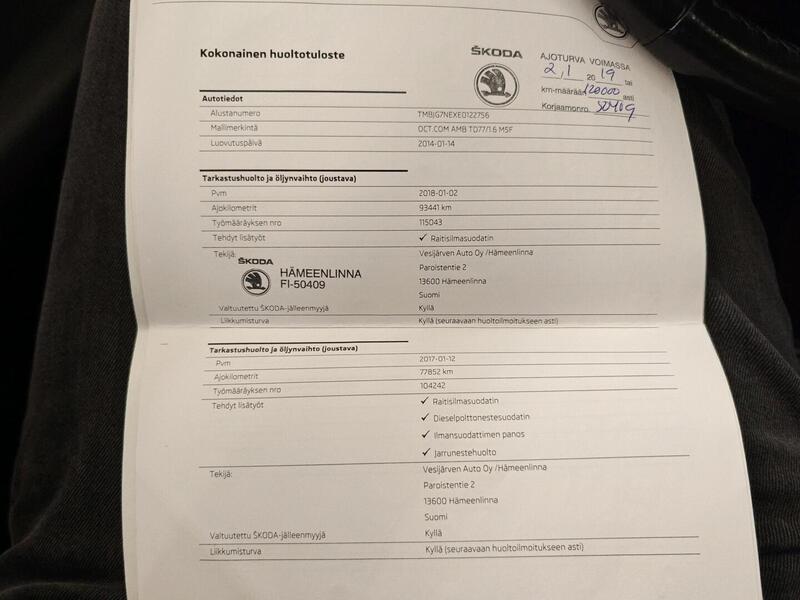 Kokonainen huoltotuloste
ŠKODA
AJOTURVA VOIMASSA
2, 1 2019 tai
km-määrään 120000 asti
Korjaamonro.
Autotiedot
Alustanumero TMBJG7NEXE0122756
Mallimerkintä OCT.COM AMB TD77/1.6 M5F
Luovutuspäivä 2014-01-14
Tarkastushuolto ja öljynvaihto (joustava)
Pvm 2018-01-02
Ajokilometrit 93441 km
Työmääräyksen nro 115043
Tehdyt lisätyöt ✓ Raitisilmasuodatin
Tekijä: Vesijärven Auto Oy /Hämeenlinna
Paroistentie 2
13600 Hämeenlinna
Suomi
ŠKODA
HÄMEENLINNA
FI-50409
Valtuutettu ŠKODA-jälleenmyyjä Kyllä
Liikkumisturva Kyllä (seuraavaan huoltoilmoitukseen asti)
Tarkastushuolto ja öljynvaihto (joustava)
Pvm 2017-01-12
Ajokilometrit 77852 km
Työmääräyksen nro 104242
Tehdyt lisätyöt ✓ Raitisilmasuodatin
✓ Dieselpolttonestesuodatin
✓ Ilmansuodattimen panos
✓ Jarrunestehuolto
Tekijä: Vesijärven Auto Oy /Hämeenlinna
Paroistentie 2
13600 Hämeenlinna
Suomi
Valtuutettu ŠKODA-jälleenmyyjä Kyllä
Liikkumisturva Kyllä (seuraavaan huoltoilmoitukseen asti)